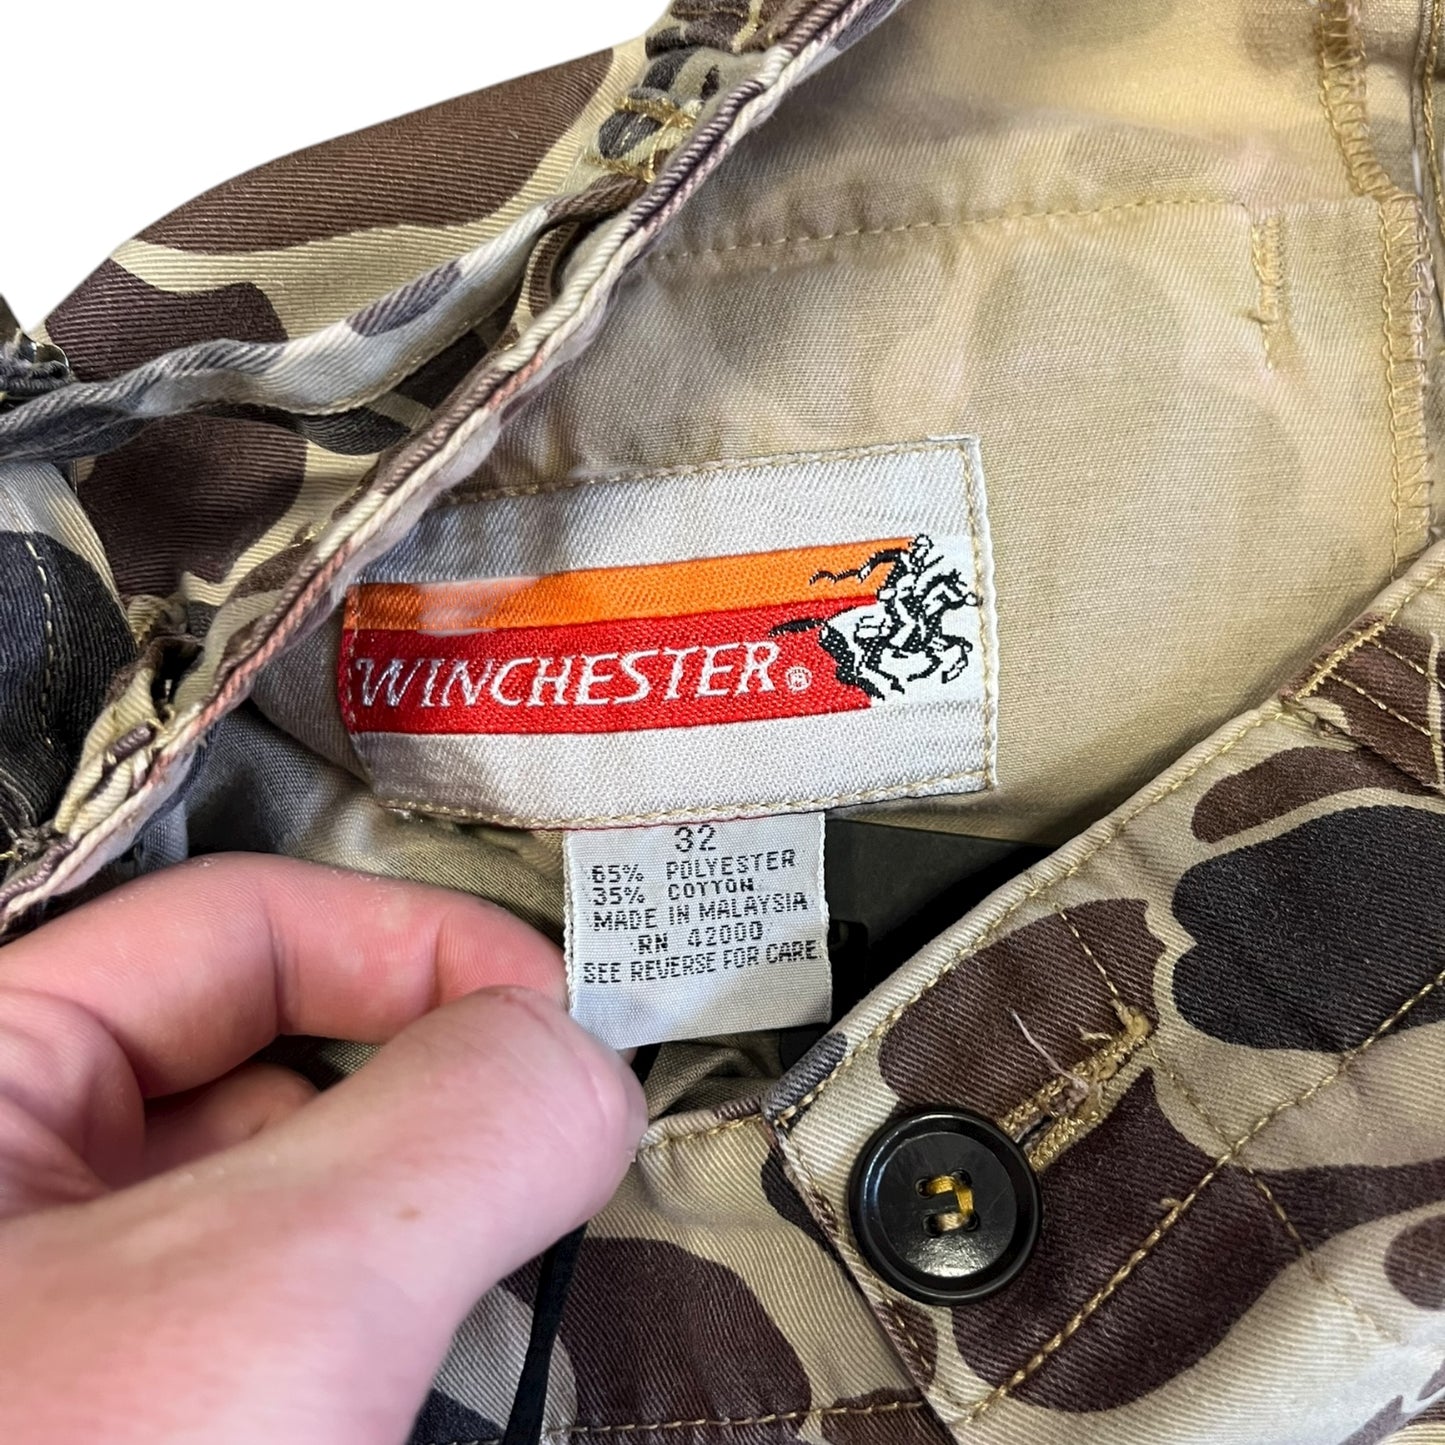 WINCHESTER®
32
65% POLYESTER
35% COTTON
MADE IN MALAYSIA
RN 42000
SEE REVERSE FOR CARE